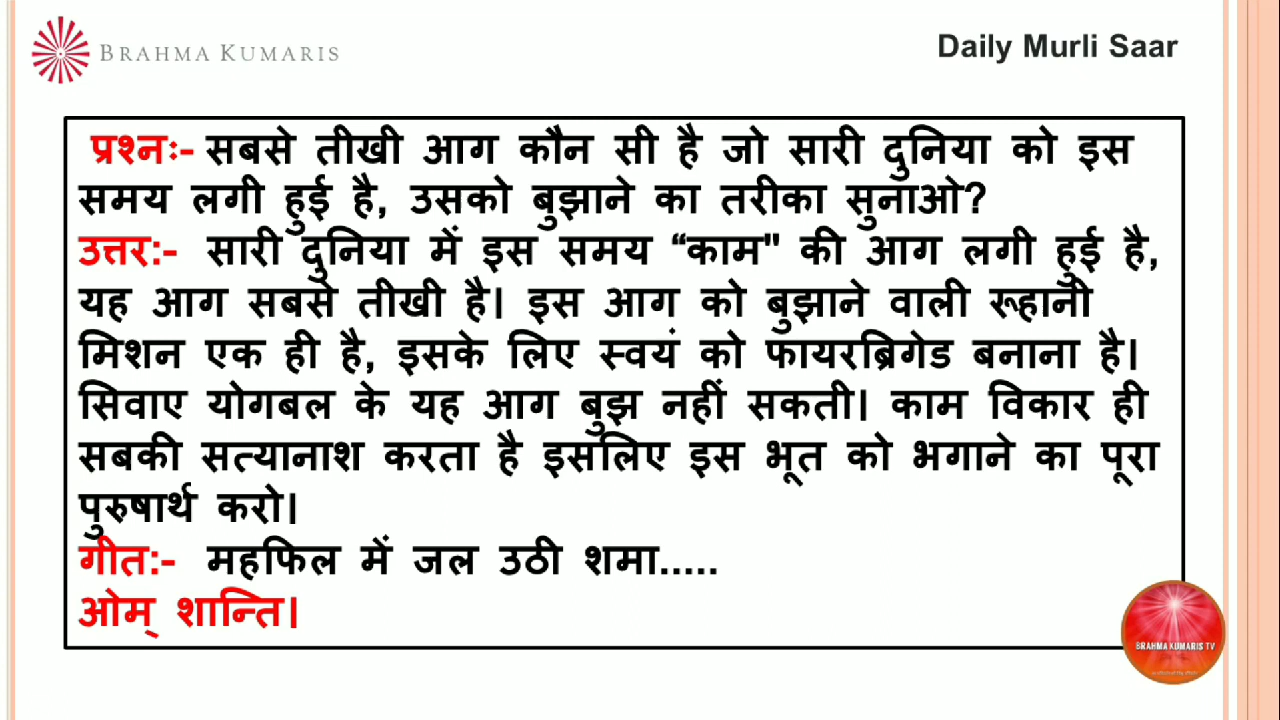 BRAHMA KUMARIS
Daily Murli Saar
प्रश्नः- सबसे तीखी आग कौन सी है जो सारी दुनिया को इस
समय लगी हुई है, उसको बुझाने का तरीका सुनाओ?
उत्तर:- सारी दुनिया में इस समय “काम" की आग लगी हुई है,
यह आग सबसे तीखी है। इस आग को बुझाने वाली रूहानी
मिशन एक ही है, इसके लिए स्वयं को फायरब्रिगेड बनाना है।
सिवाए योगबल के यह आग बुझ नहीं सकती। काम विकार ही
सबकी सत्यानाश करता है इसलिए इस भूत को भगाने का पूरा
पुरुषार्थ करो।
गीत:- महफिल में जल उठी शमा.....
ओम् शान्ति।
BRAHMA KUMARIS TV